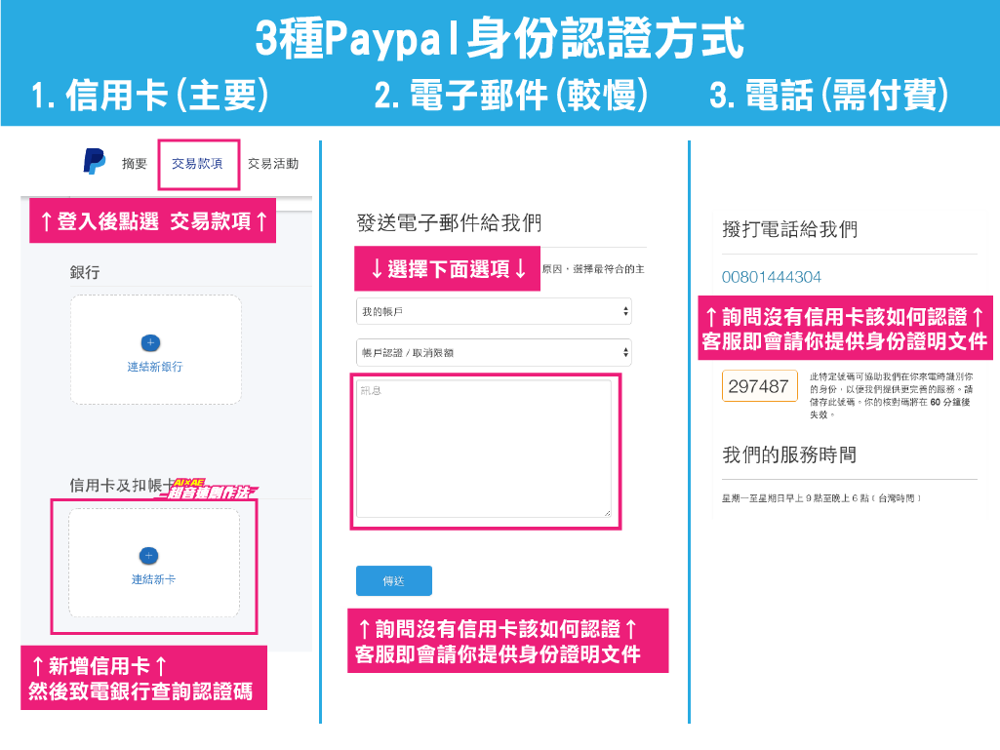 3種Paypal身份認證方式
1.信用卡(主要)
2.電子郵件(較慢)
3.電話(需付費)
摘要
交易款項
交易活動
↑登入後點選 交易款項↑
銀行
連結新銀行
信用卡及扣帳卡
AI×AE
超音速創作法
連結新卡
↑新增信用卡↑
然後致電銀行查詢認證碼
發送電子郵件給我們
↓選擇下面選項↓
原因,選擇最符合的主
我的帳戶
帳戶認證 / 取消限額
訊息
傳送
↑詢問沒有信用卡該如何認證↑
客服即會請你提供身份證明文件
撥打電話給我們
00801444304
↑詢問沒有信用卡該如何認證↑
客服即會請你提供身份證明文件
297487
此特定號碼可協助我們在你來電時識別你
的身份,以便我們提供更完善的服務。請
儲存此號碼。你的核對碼將在 60 分鐘後
失效。
我們的服務時間
星期一至星期日早上 9 點至晚上 6 點(台灣時間)